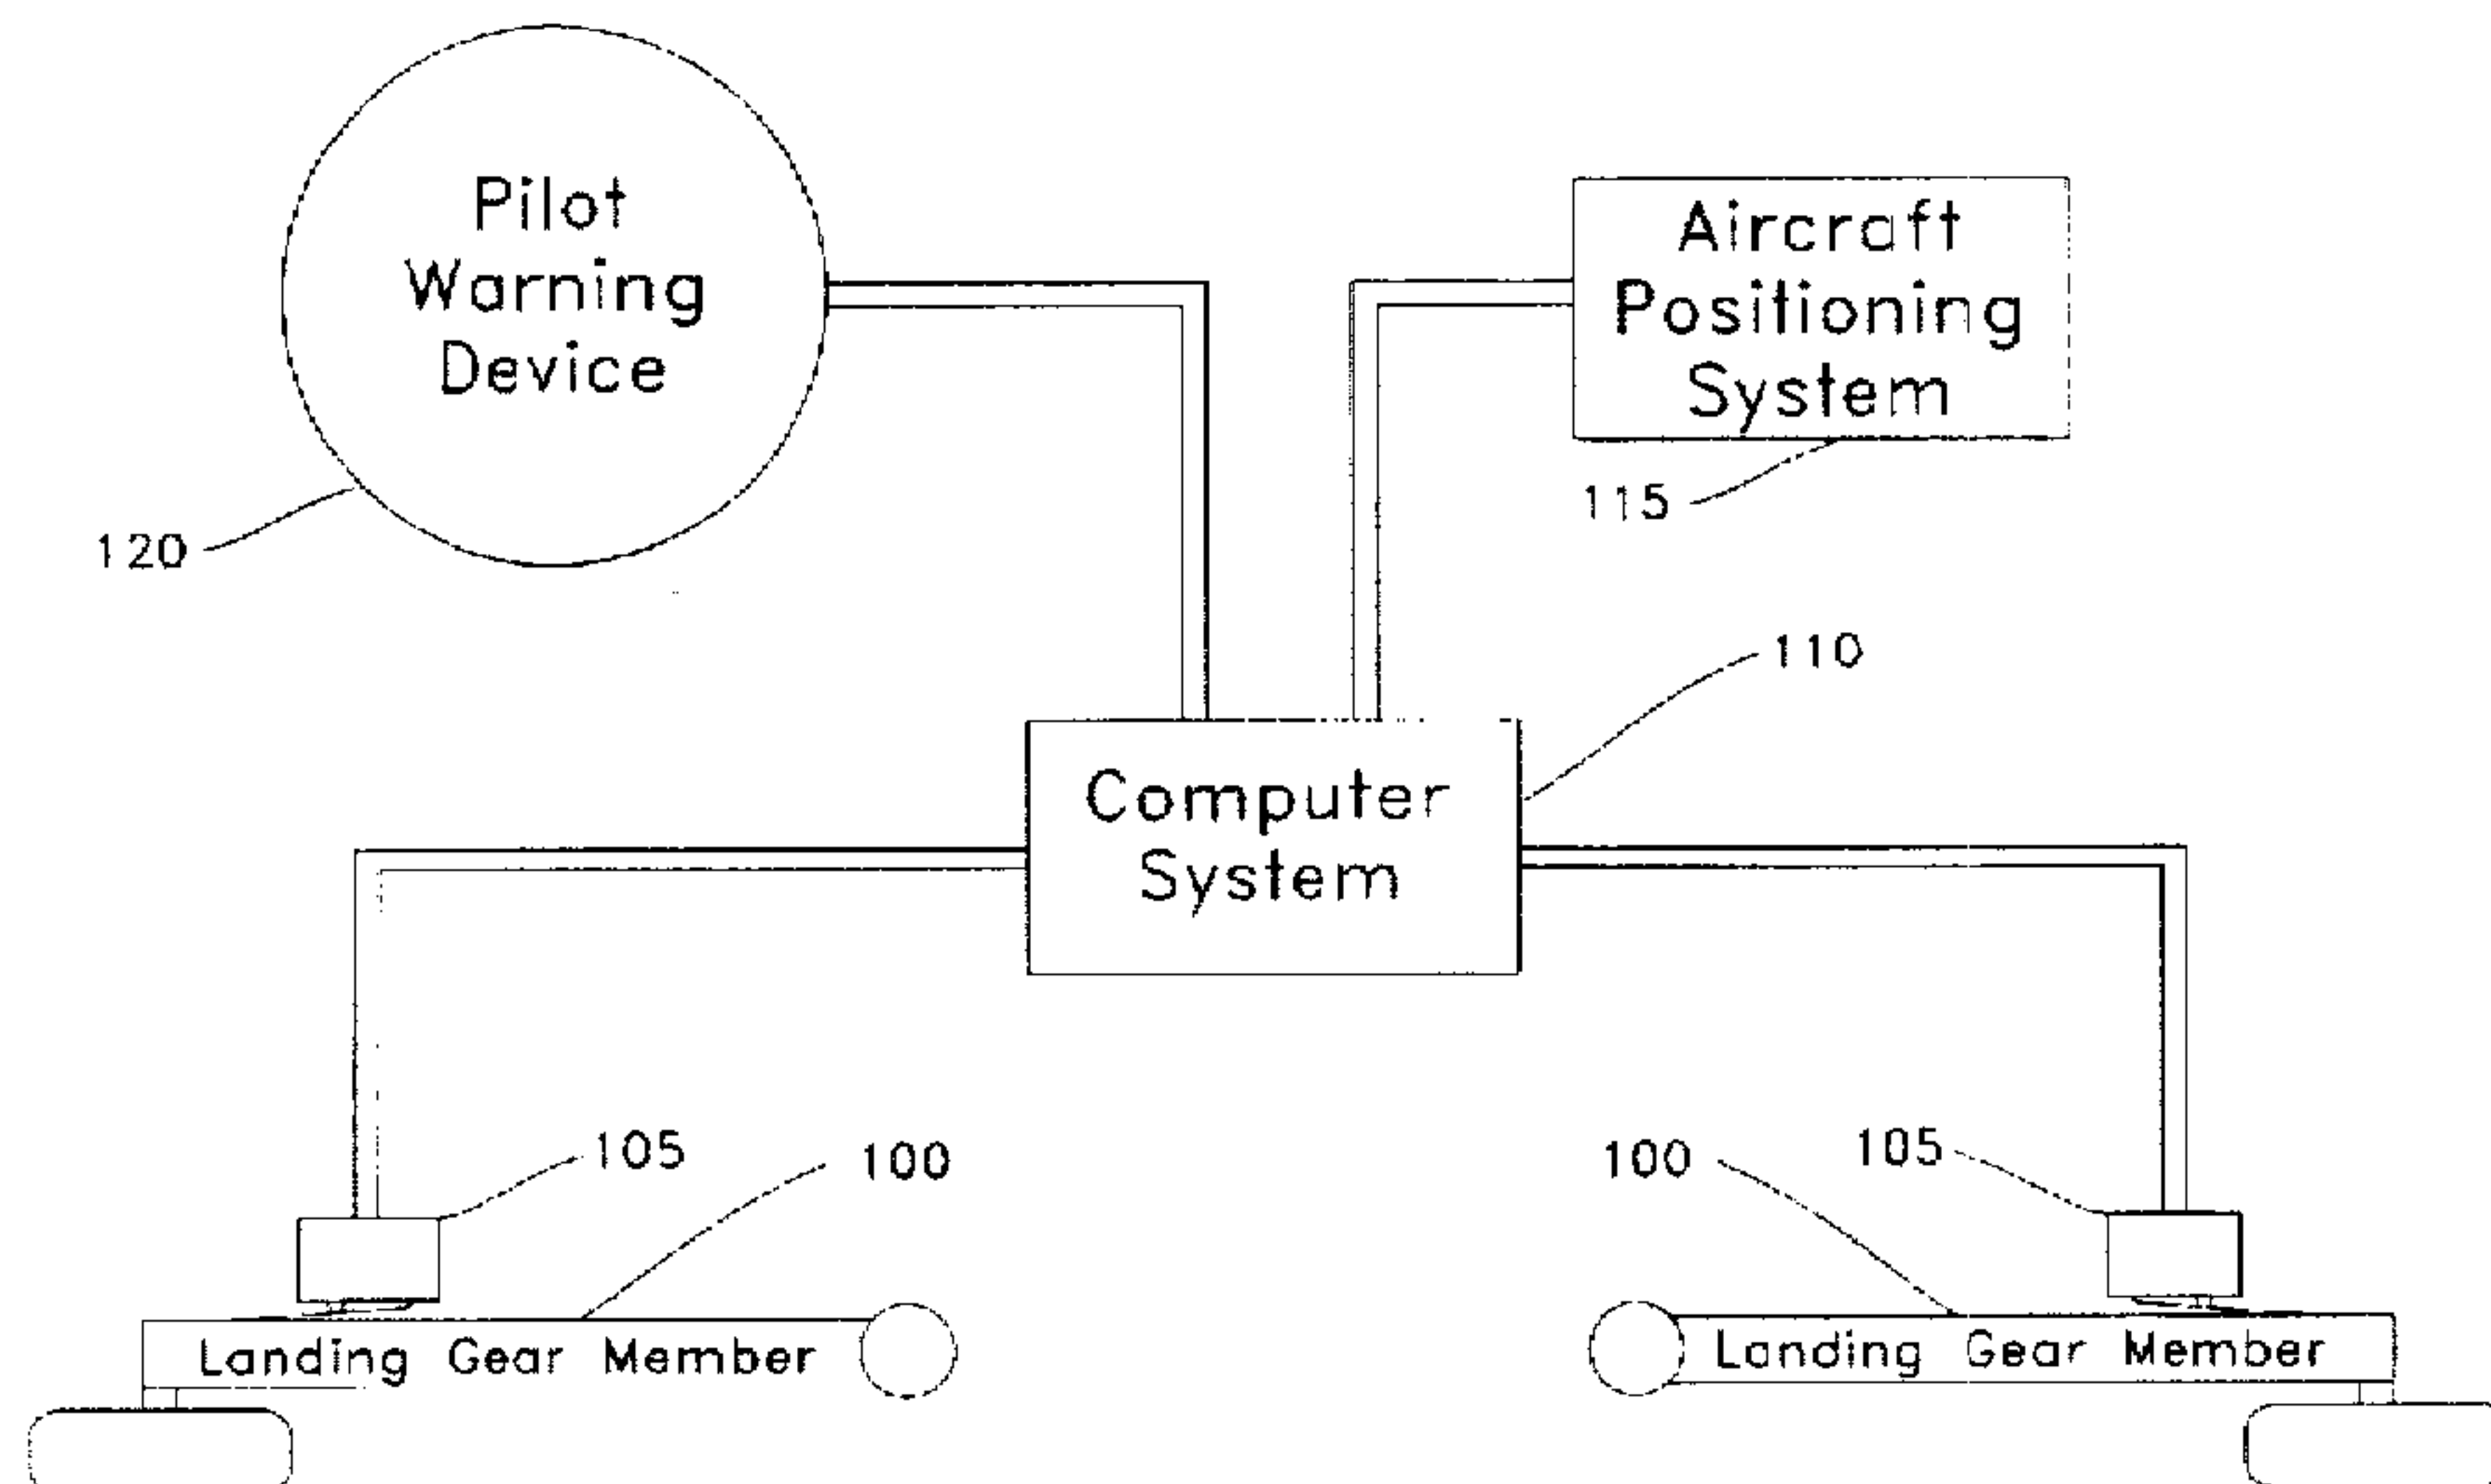 Pilot
Warning
Device
120
Aircraft
Positioning
System
115
110
Computer
System
105
100
100
105
Landing Gear Member
Landing Gear Member